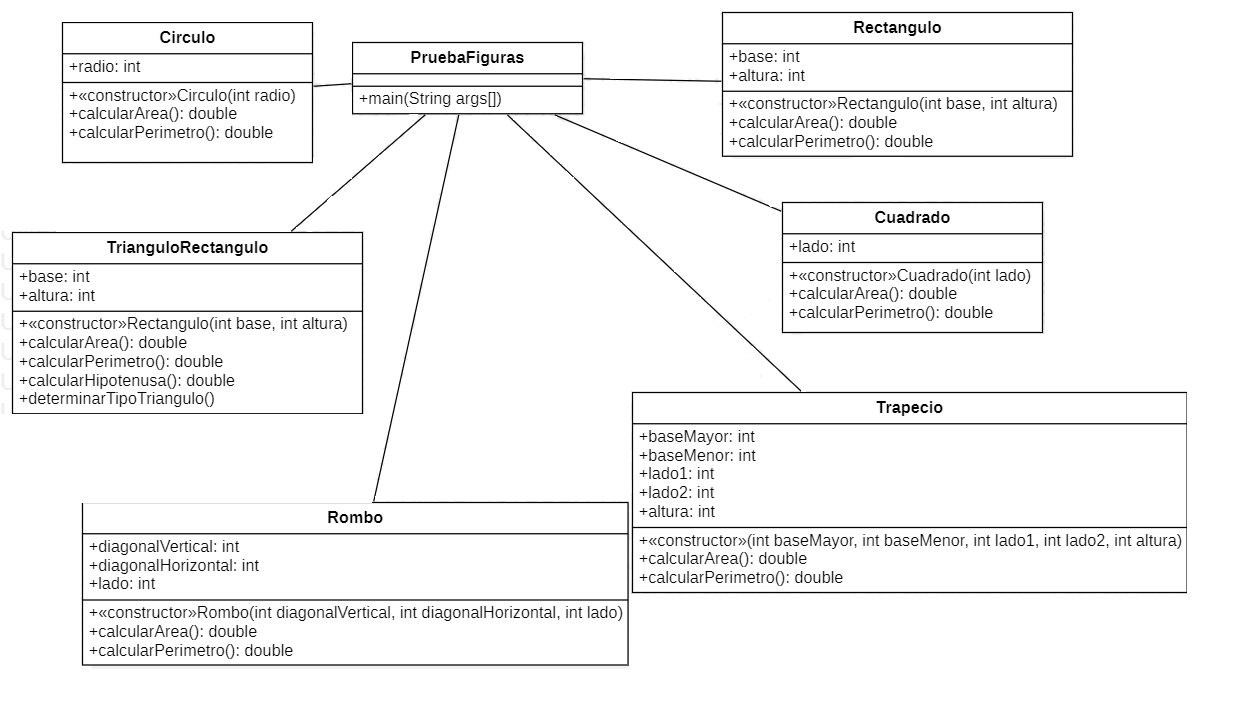 Circulo
+radio: int
+«constructor»Circulo(int radio)
+calcularArea(): double
+calcularPerimetro(): double
PruebaFiguras
+main(String args[])
Rectangulo
+base: int
+altura: int
+«constructor»Rectangulo(int base, int altura)
+calcularArea(): double
+calcularPerimetro(): double
TrianguloRectangulo
+base: int
+altura: int
+«constructor»Rectangulo(int base, int altura)
+calcularArea(): double
+calcularPerimetro(): double
+calcularHipotenusa(): double
+determinarTipoTriangulo()
Cuadrado
+lado: int
+«constructor»Cuadrado(int lado)
+calcularArea(): double
+calcularPerimetro(): double
Rombo
+diagonalVertical: int
+diagonalHorizontal: int
+lado: int
+«constructor»Rombo(int diagonalVertical, int diagonalHorizontal, int lado)
+calcularArea(): double
+calcularPerimetro(): double
Trapecio
+baseMayor: int
+baseMenor: int
+lado1: int
+lado2: int
+altura: int
+«constructor»(int baseMayor, int baseMenor, int lado1, int lado2, int altura)
+calcularArea(): double
+calcularPerimetro(): double